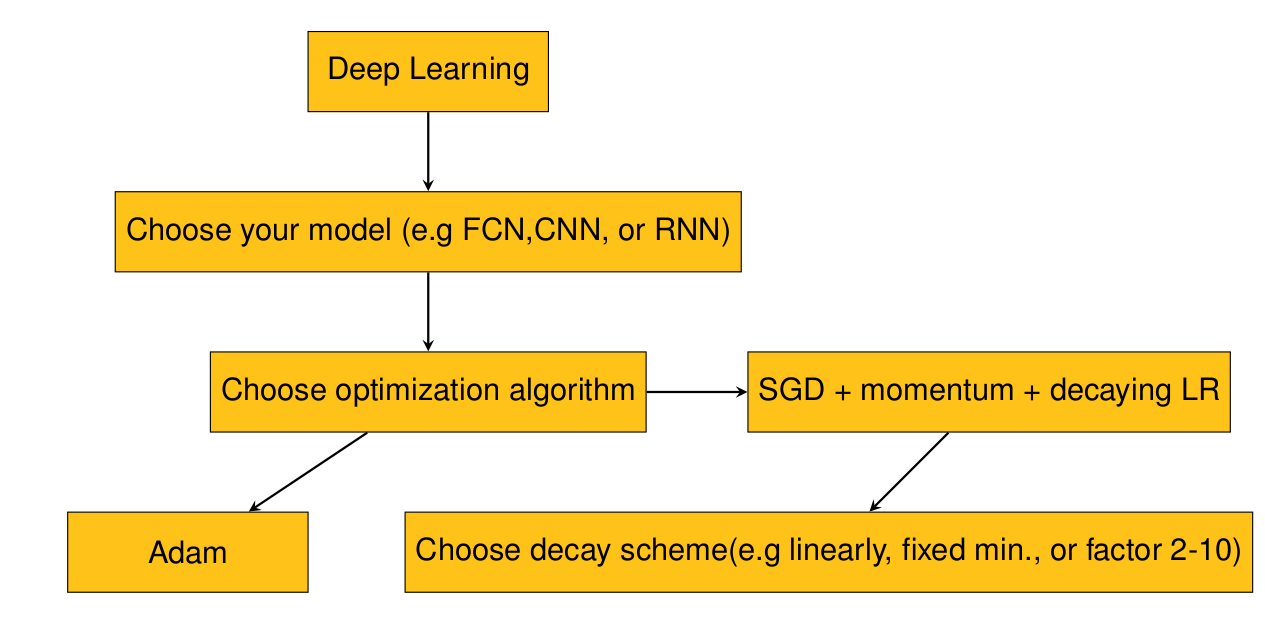 Deep Learning
Choose your model (e.g FCN,CNN, or RNN)
Choose optimization algorithm
SGD + momentum + decaying LR
Adam
Choose decay scheme(e.g linearly, fixed min., or factor 2-10)